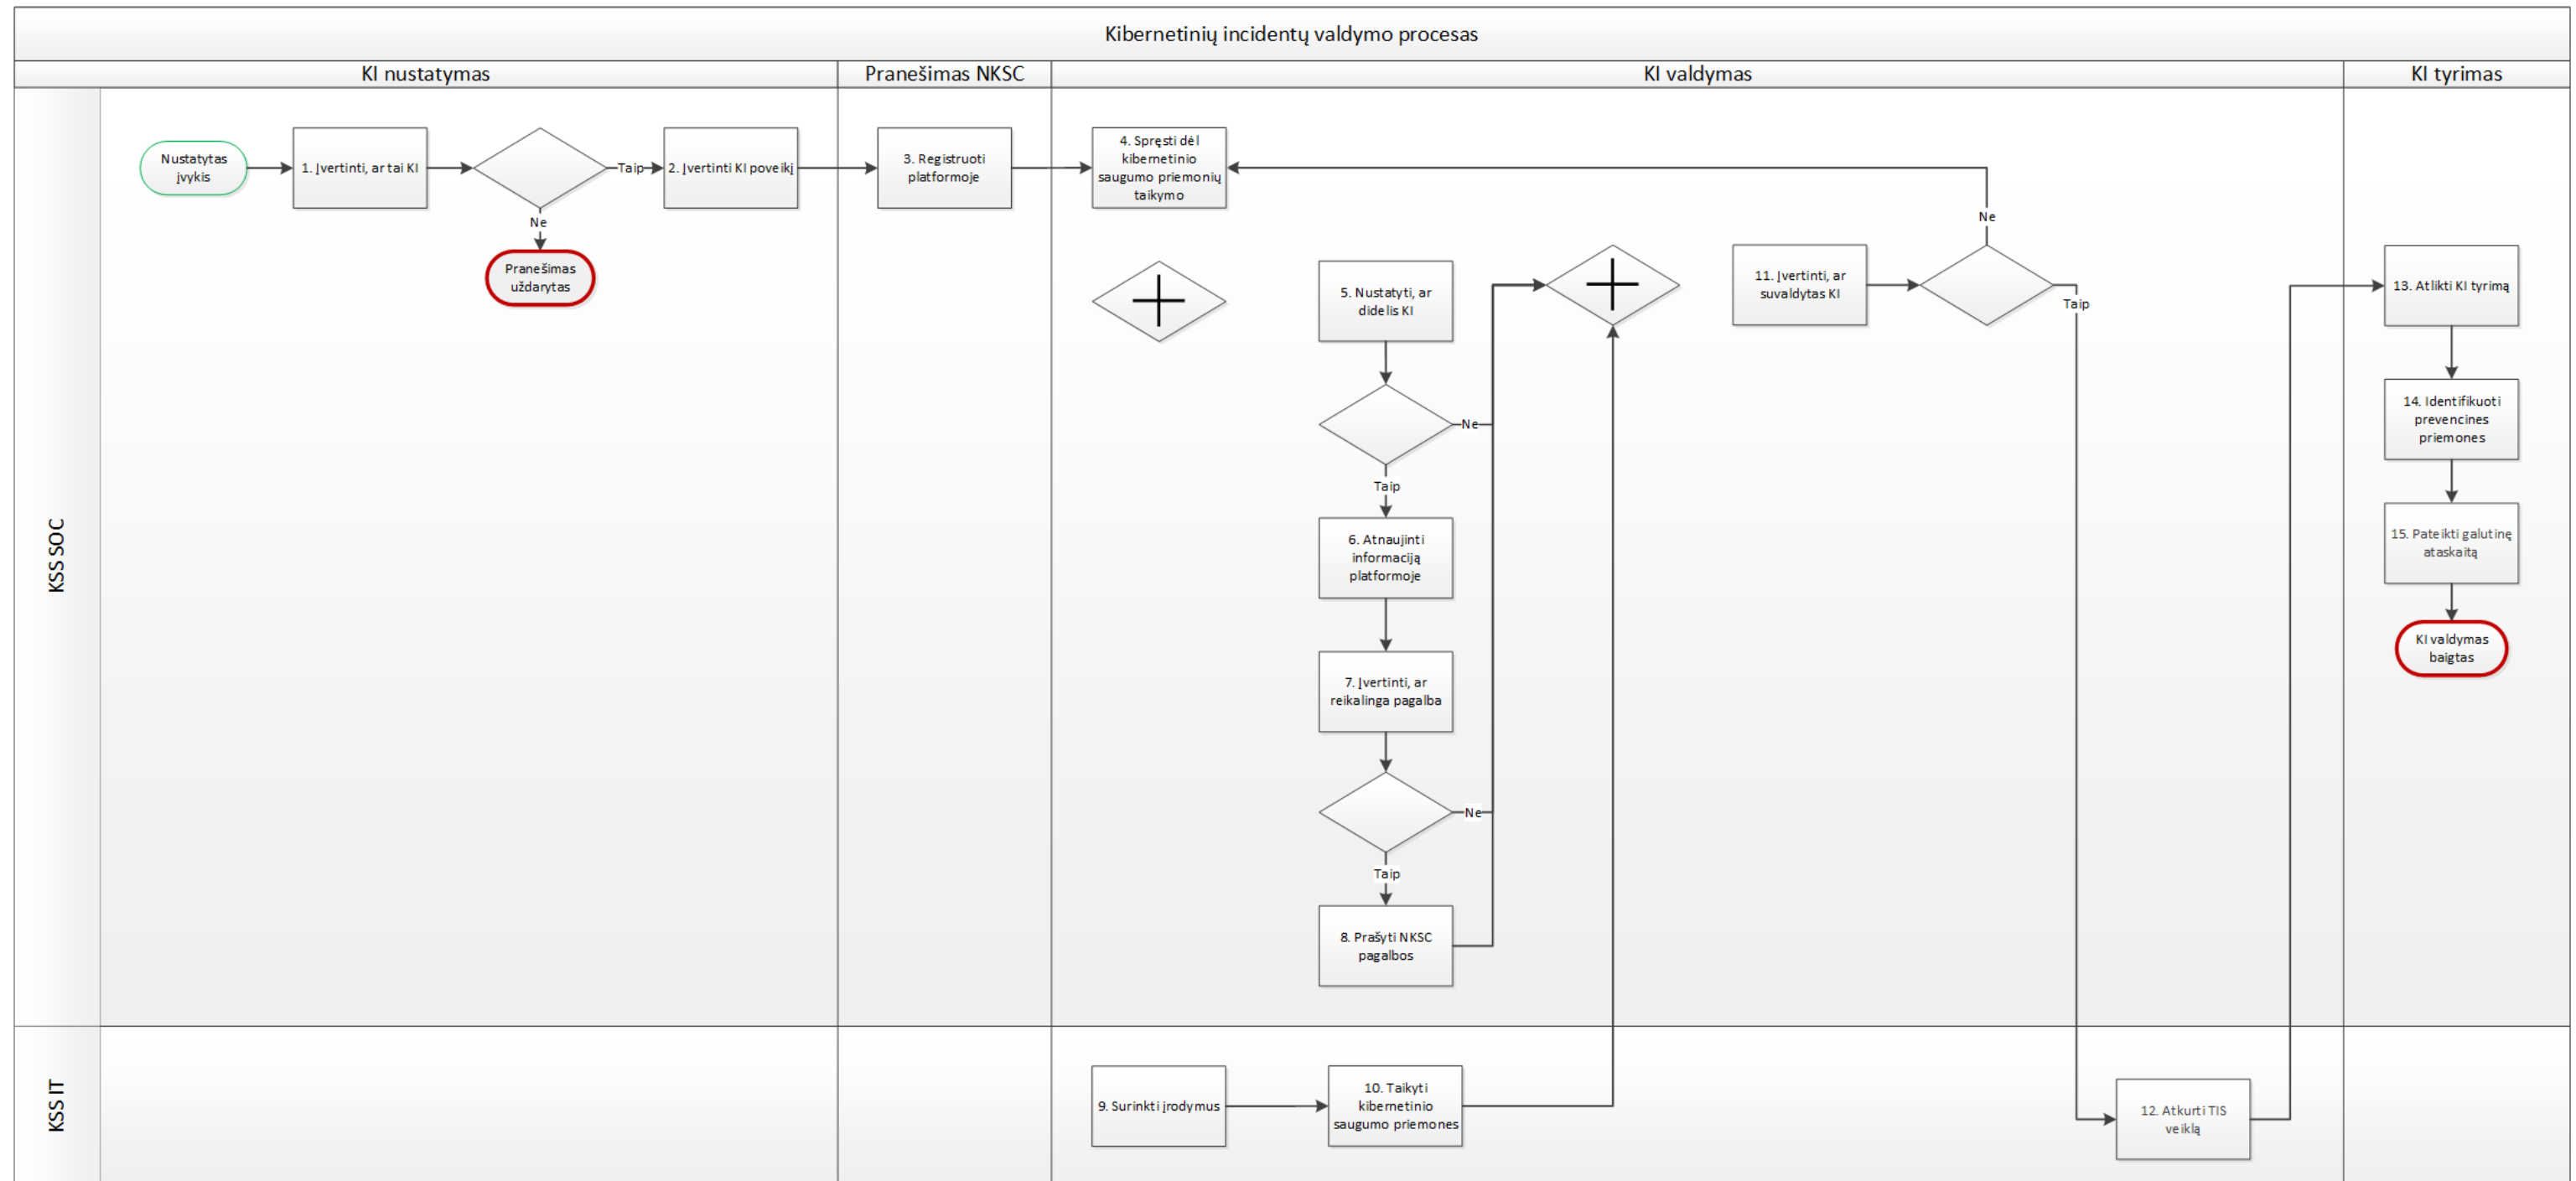 Kibernetinių incidentų valdymo procesas
KI nustatymas
Pranešimas NKSC
KI valdymas
KI tyrimas
KSS SOC
Nustatytas
įvykis
1. Įvertinti, ar tai KI
Taip
Ne
Pranešimas
uždarytas
2. Įvertinti KI poveikį
3. Registruoti
platformoje
4. Spręsti dėl
kibernetinio
saugumo priemonių
taikymo
5. Nustatyti, ar
didelis KI
Ne
Taip
6. Atnaujinti
informaciją
platformoje
7. Įvertinti, ar
reikalinga pagalba
Ne
Taip
8. Prašyti NKSC
pagalbos
11. Įvertinti, ar
suvaldytas KI
Ne
Taip
13. Atlikti KI tyrimą
14. Identifikuoti
prevencines
priemones
15. Pateikti galutinę
ataskaitą
KI valdymas
baigtas
KSS IT
9. Surinkti įrodymus
10. Taikyti
kibernetinio
saugumo priemones
12. Atkurti TIS
veiklą